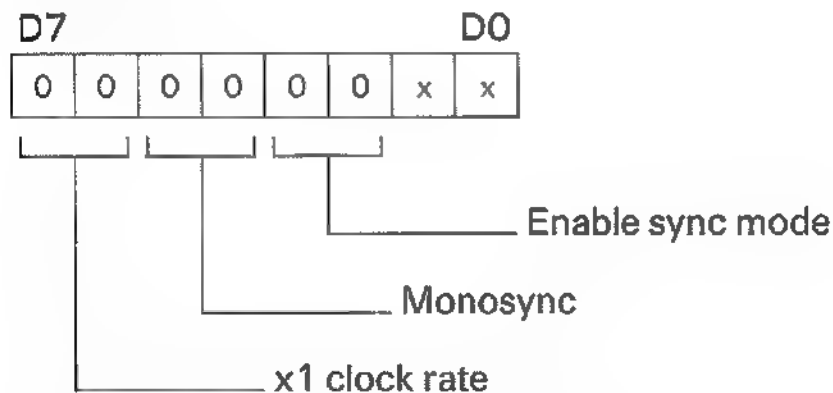 D7 D0
0 0 0 0 0 0 x x
Enable sync mode
Monosync
x1 clock rate